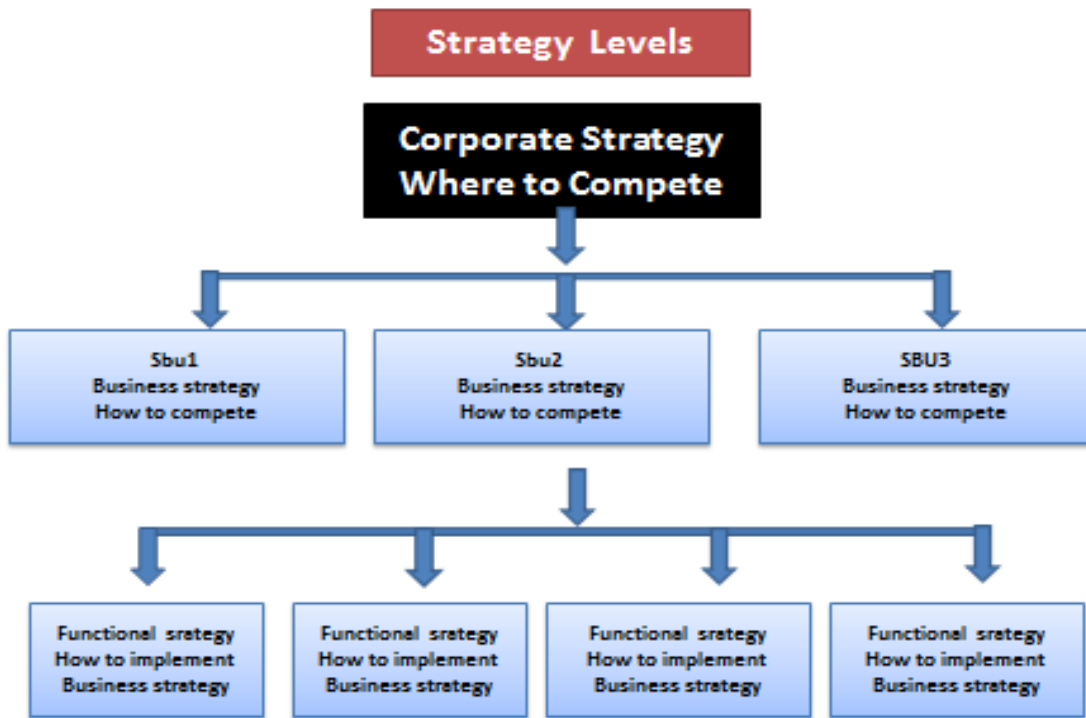 Strategy Levels
Corporate Strategy
Where to Compete
Sbu1
Business strategy
How to compete
Sbu2
Business strategy
How to compete
SBU3
Business strategy
How to compete
Functional srategy
How to implement
Business strategy
Functional srategy
How to implement
Business strategy
Functional srategy
How to implement
Business strategy
Functional srategy
How to implement
Business strategy